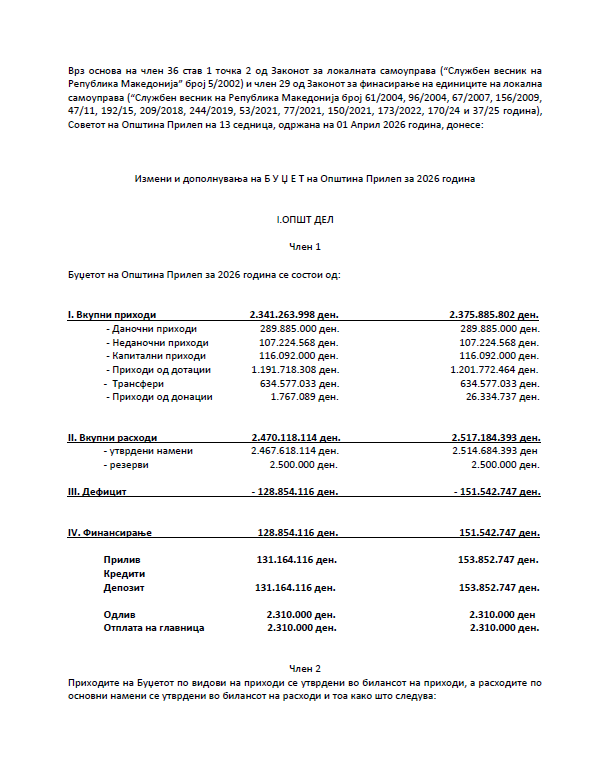 Врз основа на член 36 став 1 точка 2 од Законот за локалната самоуправа (“Службен весник на
Република Македонија” број 5/2002) и член 29 од Законот за финасирање на единиците на локална
самоуправа (“Службен весник на Република Македонија број 61/2004, 96/2004, 67/2007, 156/2009,
47/11, 192/15, 209/2018, 244/2019, 53/2021, 77/2021, 150/2021, 173/2022, 170/24 и 37/25 година),
Советот на Општина Прилеп на 13 седница, одржана на 01 Април 2026 година, донесе:
Измени и дополнувања на Б У Џ Е Т на Општина Прилеп за 2026 година
I.ОПШТ ДЕЛ
Член 1
Буџетот на Општина Прилеп за 2026 година се состои од:
I. Вкупни приходи 2.341.263.998 ден. 2.375.885.802 ден.
- Даночни приходи 289.885.000 ден. 289.885.000 ден.
- Неданочни приходи 107.224.568 ден. 107.224.568 ден.
- Капитални приходи 116.092.000 ден. 116.092.000 ден.
- Приходи од дотации 1.191.718.308 ден. 1.201.772.464 ден.
- Трансфери 634.577.033 ден. 634.577.033 ден.
- Приходи од донации 1.767.089 ден. 26.334.737 ден.
II. Вкупни расходи 2.470.118.114 ден. 2.517.184.393 ден.
- утврдени намени 2.467.618.114 ден. 2.514.684.393 ден
- резерви 2.500.000 ден. 2.500.000 ден.
III. Дефицит - 128.854.116 ден. - 151.542.747 ден.
IV. Финансирање 128.854.116 ден. 151.542.747 ден.
Прилив 131.164.116 ден. 153.852.747 ден.
Кредити
Депозит 131.164.116 ден. 153.852.747 ден.
Одлив 2.310.000 ден. 2.310.000 ден
Отплата на главница 2.310.000 ден. 2.310.000 ден.
Член 2
Приходите на Буџетот по видови на приходи се утврдени во билансот на приходи, а расходите по
основни намени се утврдени во билансот на расходи и тоа како што следува: